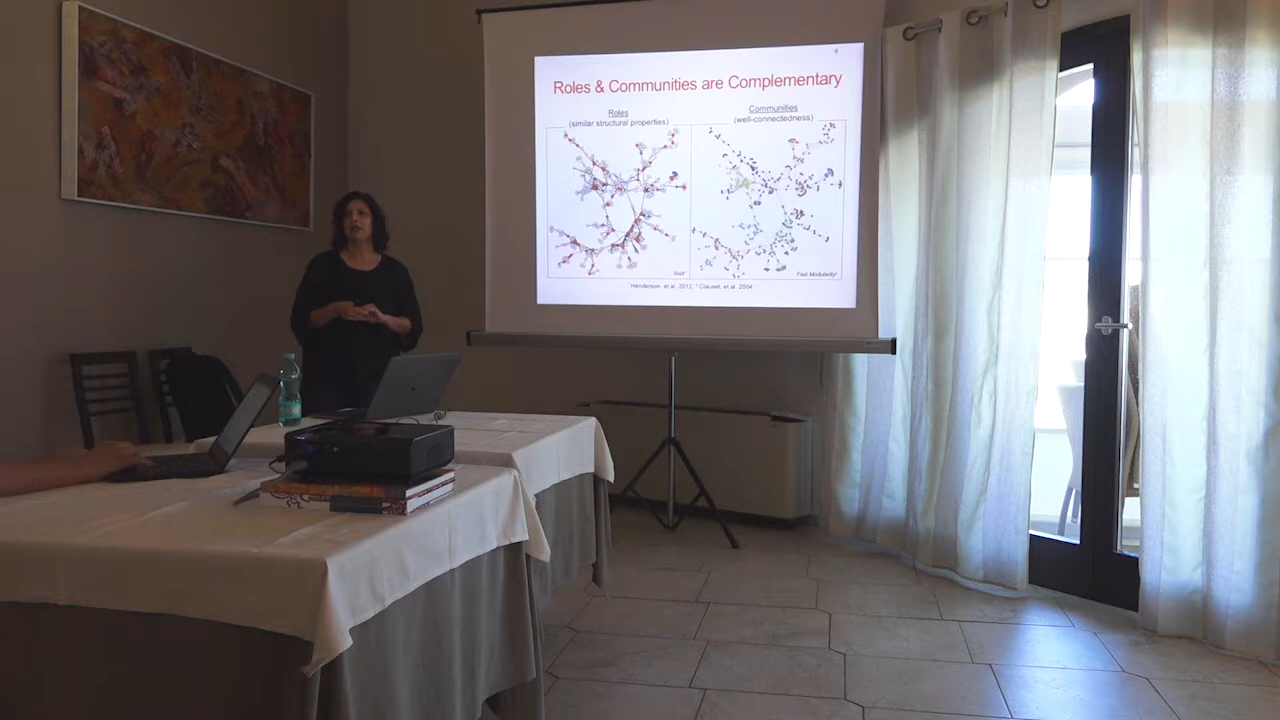 9
Roles & Communities are Complementary
Roles
(similar structural properties)
Communities
(well-connectedness)
RolX*
Fast Modularity†
* Henderson, et al. 2012; † Clauset, et al. 2004